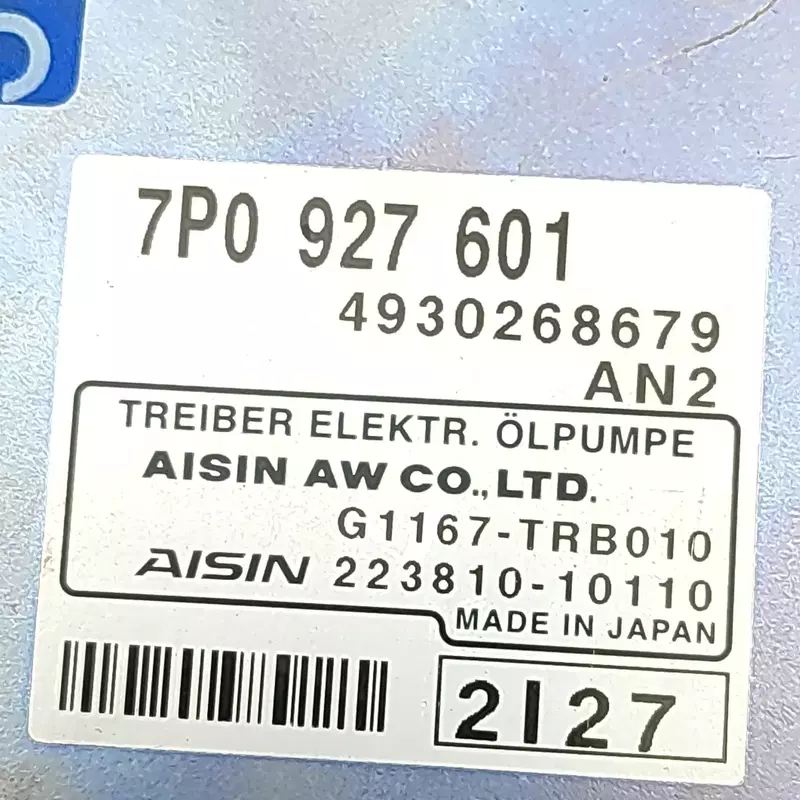 7P0 927 601
4930268679
AN2
TREIBER ELEKTR. ÖLPUMPE
AISIN AW CO.,LTD.
G1167-TRB010
AISIN 223810-10110
MADE IN JAPAN
2I27